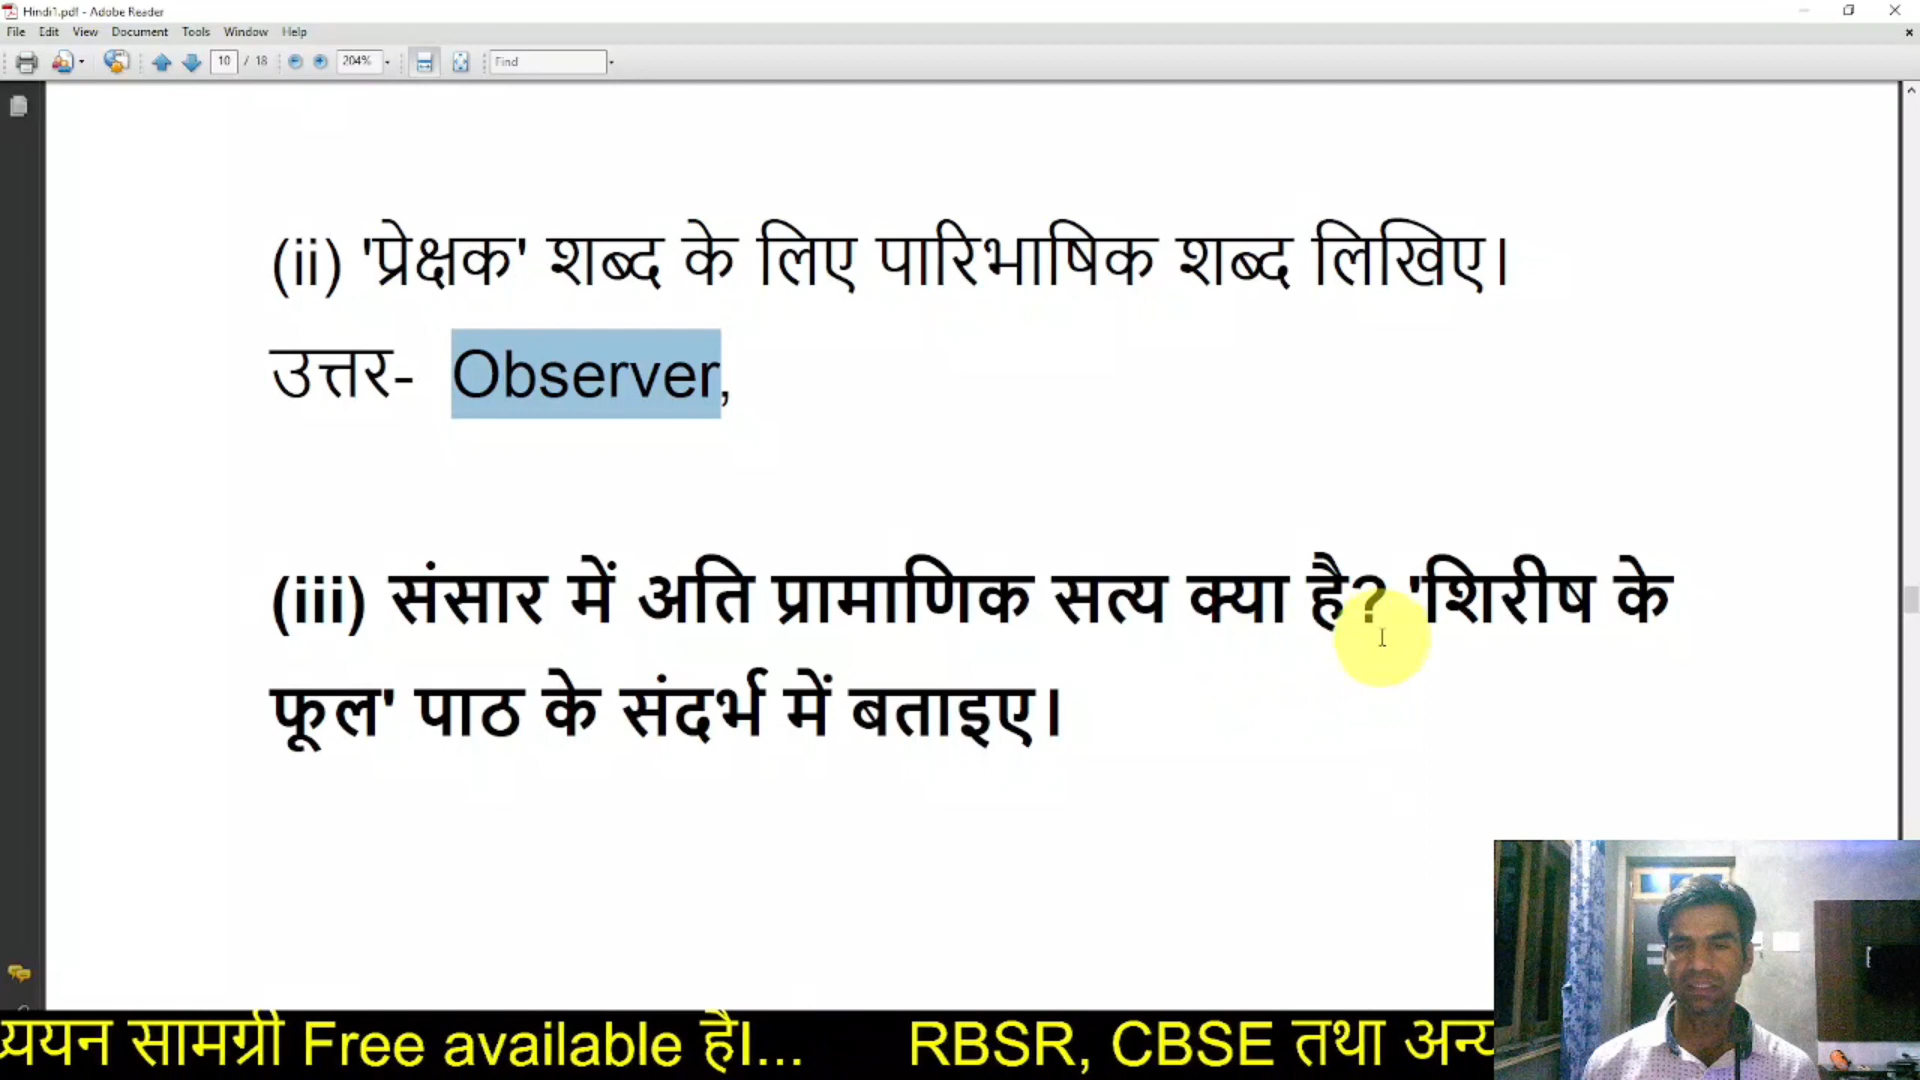 Hindi1.pdf - Adobe Reader
File Edit View Document Tools Window Help
10 / 18 204% Find
(ii) 'प्रेक्षक' शब्द के लिए पारिभाषिक शब्द लिखिए।
उत्तर- Observer,
(iii) संसार में अति प्रामाणिक सत्य क्या है? 'शिरीष के
फूल' पाठ के संदर्भ में बताइए।
ध्ययन सामग्री Free available है।... RBSR, CBSE तथा अन्य